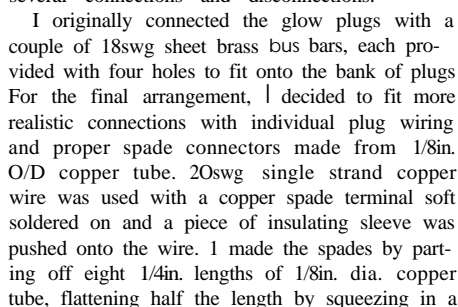 several connections and disconnections.
I originally connected the glow plugs with a
couple of 18swg sheet brass bus bars, each pro-
vided with four holes to fit onto the bank of plugs
For the final arrangement, I decided to fit more
realistic connections with individual plug wiring
and proper spade connectors made from 1/8in.
O/D copper tube. 2Oswg single strand copper
wire was used with a copper spade terminal soft
soldered on and a piece of insulating sleeve was
pushed onto the wire. 1 made the spades by part-
ing off eight 1/4in. lengths of 1/8in. dia. copper
tube, flattening half the length by squeezing in a